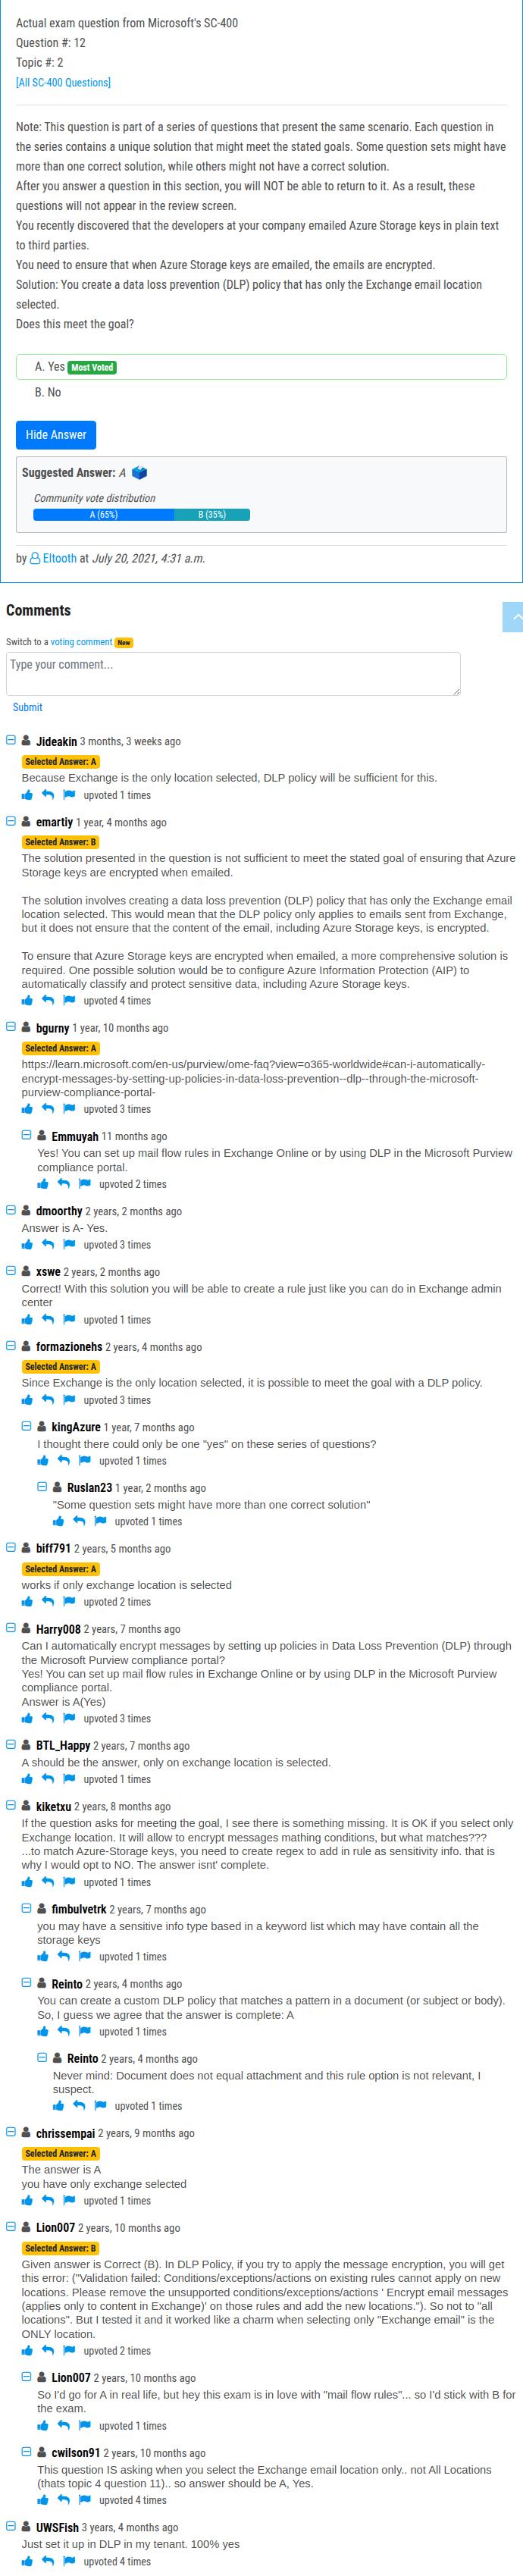 Actual exam question from Microsoft's SC-400
Question #: 12
Topic #: 2
[All SC-400 Questions]
Note: This question is part of a series of questions that present the same scenario. Each question in
the series contains a unique solution that might meet the stated goals. Some question sets might have
more than one correct solution, while others might not have a correct solution.
After you answer a question in this section, you will NOT be able to return to it. As a result, these
questions will not appear in the review screen.
You recently discovered that the developers at your company emailed Azure Storage keys in plain text
to third parties.
You need to ensure that when Azure Storage keys are emailed, the emails are encrypted.
Solution: You create a data loss prevention (DLP) policy that has only the Exchange email location
selected.
Does this meet the goal?
A. Yes Most Voted
B. No
Hide Answer
Suggested Answer: A
Community vote distribution
A (65%) B (35%)
by Eltooth at July 20, 2021, 4:31 a.m.
Comments
Switch to a voting comment New
Type your comment...
Submit
Jideakin 3 months, 3 weeks ago
Selected Answer: A
Because Exchange is the only location selected, DLP policy will be sufficient for this.
upvoted 1 times
emartiy 1 year, 4 months ago
Selected Answer: B
The solution presented in the question is not sufficient to meet the stated goal of ensuring that Azure
Storage keys are encrypted when emailed.
The solution involves creating a data loss prevention (DLP) policy that has only the Exchange email
location selected. This would mean that the DLP policy only applies to emails sent from Exchange,
but it does not ensure that the content of the email, including Azure Storage keys, is encrypted.
To ensure that Azure Storage keys are encrypted when emailed, a more comprehensive solution is
required. One possible solution would be to configure Azure Information Protection (AIP) to
automatically classify and protect sensitive data, including Azure Storage keys.
upvoted 4 times
bgurny 1 year, 10 months ago
Selected Answer: A
https://learn.microsoft.com/en-us/purview/ome-faq?view=o365-worldwide#can-i-automatically-
encrypt-messages-by-setting-up-policies-in-data-loss-prevention--dlp--through-the-microsoft-
purview-compliance-portal-
upvoted 3 times
Emmuyah 11 months ago
Yes! You can set up mail flow rules in Exchange Online or by using DLP in the Microsoft Purview
compliance portal.
upvoted 2 times
dmoorthy 2 years, 2 months ago
Answer is A- Yes.
upvoted 3 times
xswe 2 years, 2 months ago
Correct! With this solution you will be able to create a rule just like you can do in Exchange admin
center
upvoted 1 times
formazionehs 2 years, 4 months ago
Selected Answer: A
Since Exchange is the only location selected, it is possible to meet the goal with a DLP policy.
upvoted 3 times
kingAzure 1 year, 7 months ago
I thought there could only be one "yes" on these series of questions?
upvoted 1 times
Ruslan23 1 year, 2 months ago
"Some question sets might have more than one correct solution"
upvoted 1 times
biff791 2 years, 5 months ago
Selected Answer: A
works if only exchange location is selected
upvoted 2 times
Harry008 2 years, 7 months ago
Can I automatically encrypt messages by setting up policies in Data Loss Prevention (DLP) through
the Microsoft Purview compliance portal?
Yes! You can set up mail flow rules in Exchange Online or by using DLP in the Microsoft Purview
compliance portal.
Answer is A(Yes)
upvoted 3 times
BTL_Happy 2 years, 7 months ago
A should be the answer, only on exchange location is selected.
upvoted 1 times
kiketxu 2 years, 8 months ago
If the question asks for meeting the goal, I see there is something missing. It is OK if you select only
Exchange location. It will allow to encrypt messages mathing conditions, but what matches???
...to match Azure-Storage keys, you need to create regex to add in rule as sensitivity info. that is
why I would opt to NO. The answer isnt' complete.
upvoted 1 times
fimbulvetrk 2 years, 7 months ago
you may have a sensitive info type based in a keyword list which may have contain all the
storage keys
upvoted 1 times
Reinto 2 years, 4 months ago
You can create a custom DLP policy that matches a pattern in a document (or subject or body).
So, I guess we agree that the answer is complete: A
upvoted 1 times
Reinto 2 years, 4 months ago
Never mind: Document does not equal attachment and this rule option is not relevant, I
suspect.
upvoted 1 times
chrissempai 2 years, 9 months ago
Selected Answer: A
The answer is A
you have only exchange selected
upvoted 1 times
Lion007 2 years, 10 months ago
Selected Answer: B
Given answer is Correct (B). In DLP Policy, if you try to apply the message encryption, you will get
this error: ("Validation failed: Conditions/exceptions/actions on existing rules cannot apply on new
locations. Please remove the unsupported conditions/exceptions/actions ' Encrypt email messages
(applies only to content in Exchange)' on those rules and add the new locations."). So not to "all
locations". But I tested it and it worked like a charm when selecting only "Exchange email" is the
ONLY location.
upvoted 2 times
Lion007 2 years, 10 months ago
So I'd go for A in real life, but hey this exam is in love with "mail flow rules"... so I'd stick with B for
the exam.
upvoted 1 times
cwilson91 2 years, 10 months ago
This question IS asking when you select the Exchange email location only.. not All Locations
(thats topic 4 question 11).. so answer should be A, Yes.
upvoted 4 times
UWSFish 3 years, 4 months ago
Just set it up in DLP in my tenant. 100% yes
upvoted 4 times